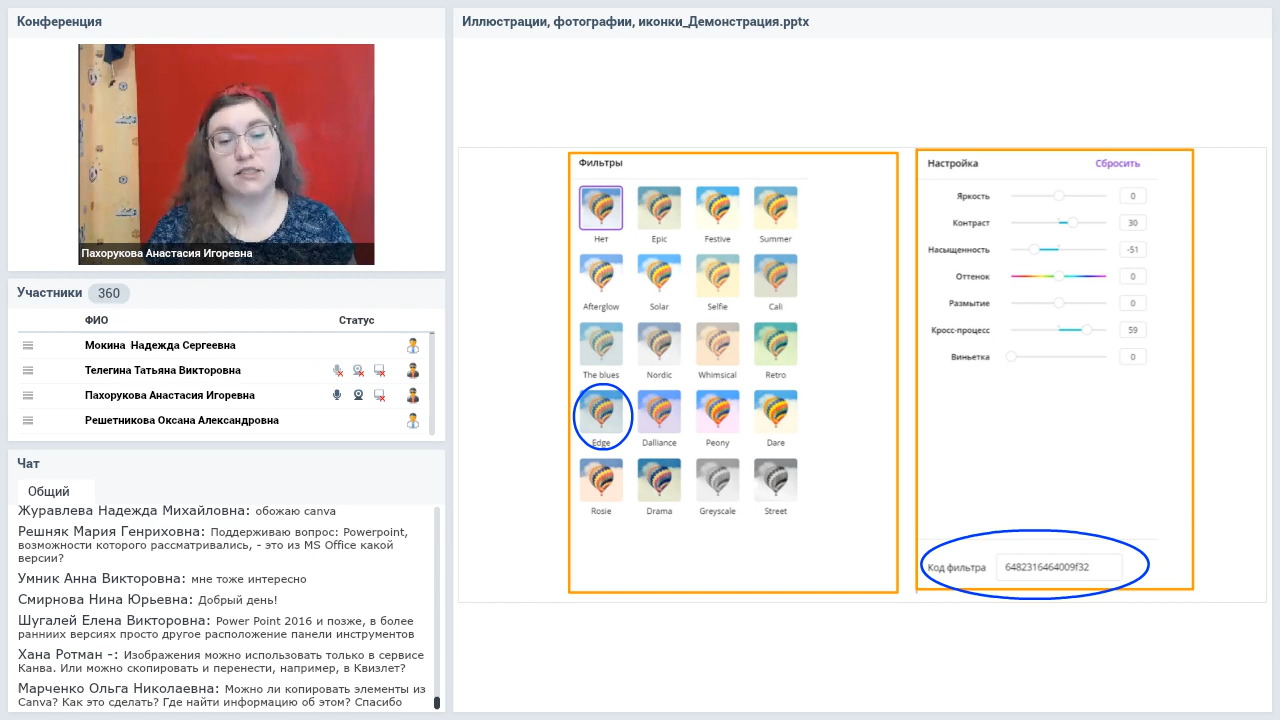 Конференция
Пахорукова Анастасия Игоревна
Участники 360
ФИО Статус
Мокина Надежда Сергеевна
Телегина Татьяна Викторовна
Пахорукова Анастасия Игоревна
Решетникова Оксана Александровна
Чат
Общий
Журавлева Надежда Михайловна: обожаю canva
Решняк Мария Генриховна: Поддерживаю вопрос: Powerpoint,
возможности которого рассматривались, - это из MS Office какой
версии?
Умник Анна Викторовна: мне тоже интересно
Смирнова Нина Юрьевна: Добрый день!
Шугалей Елена Викторовна: Power Point 2016 и позже, в более
ранниих версиях просто другое расположение панели инструментов
Хана Ротман -: Изображения можно использовать только в сервисе
Канва. Или можно скопировать и перенести, например, в Квизлет?
Марченко Ольга Николаевна: Можно ли копировать элементы из
Canva? Как это сделать? Где найти информацию об этом? Спасибо
Иллюстрации, фотографии, иконки_Демонстрация.pptx
Фильтры
Нет Epic Festive Summer
Afterglow Solar Selfie Cali
The blues Nordic Whimsical Retro
Edge Dalliance Peony Dare
Rosie Drama Greyscale Street
Настройка Сбросить
Яркость 0
Контраст 30
Насыщенность -51
Оттенок 0
Размытие 0
Кросс-процесс 59
Виньетка 0
Код фильтра 6482316464009f32